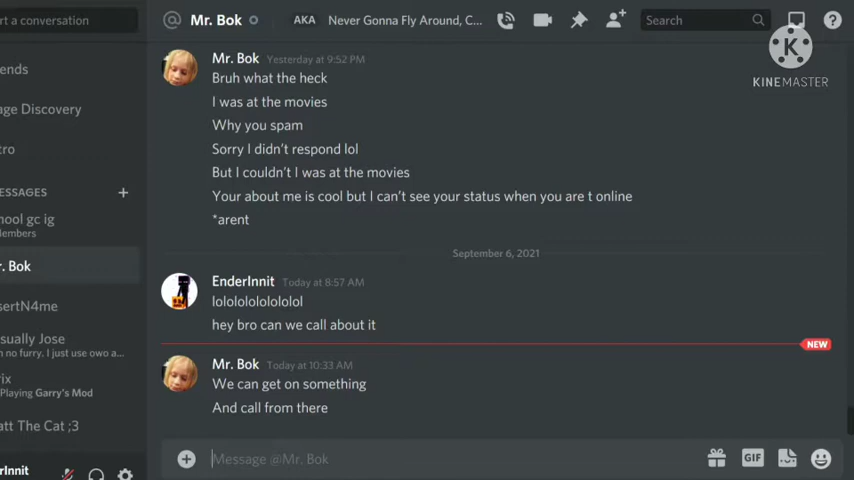 rt a conversation
Mr. Bok AKA Never Gonna Fly Around, C...
Search
KINEMASTER
ends
age Discovery
tro
ESSAGES
hool gc ig
Members
r. Bok
sertN4me
sually Jose
n no furry. I just use owo a...
rix
Playing Garry's Mod
att The Cat ;3
rInnit
Mr. Bok Yesterday at 9:52 PM
Bruh what the heck
I was at the movies
Why you spam
Sorry I didn't respond lol
But I couldn't I was at the movies
Your about me is cool but I can't see your status when you are t online
*arent
September 6, 2021
EnderInnit Today at 8:57 AM
lolololololololol
hey bro can we call about it
NEW
Mr. Bok Today at 10:33 AM
We can get on something
And call from there
Message @Mr. Bok
GIF